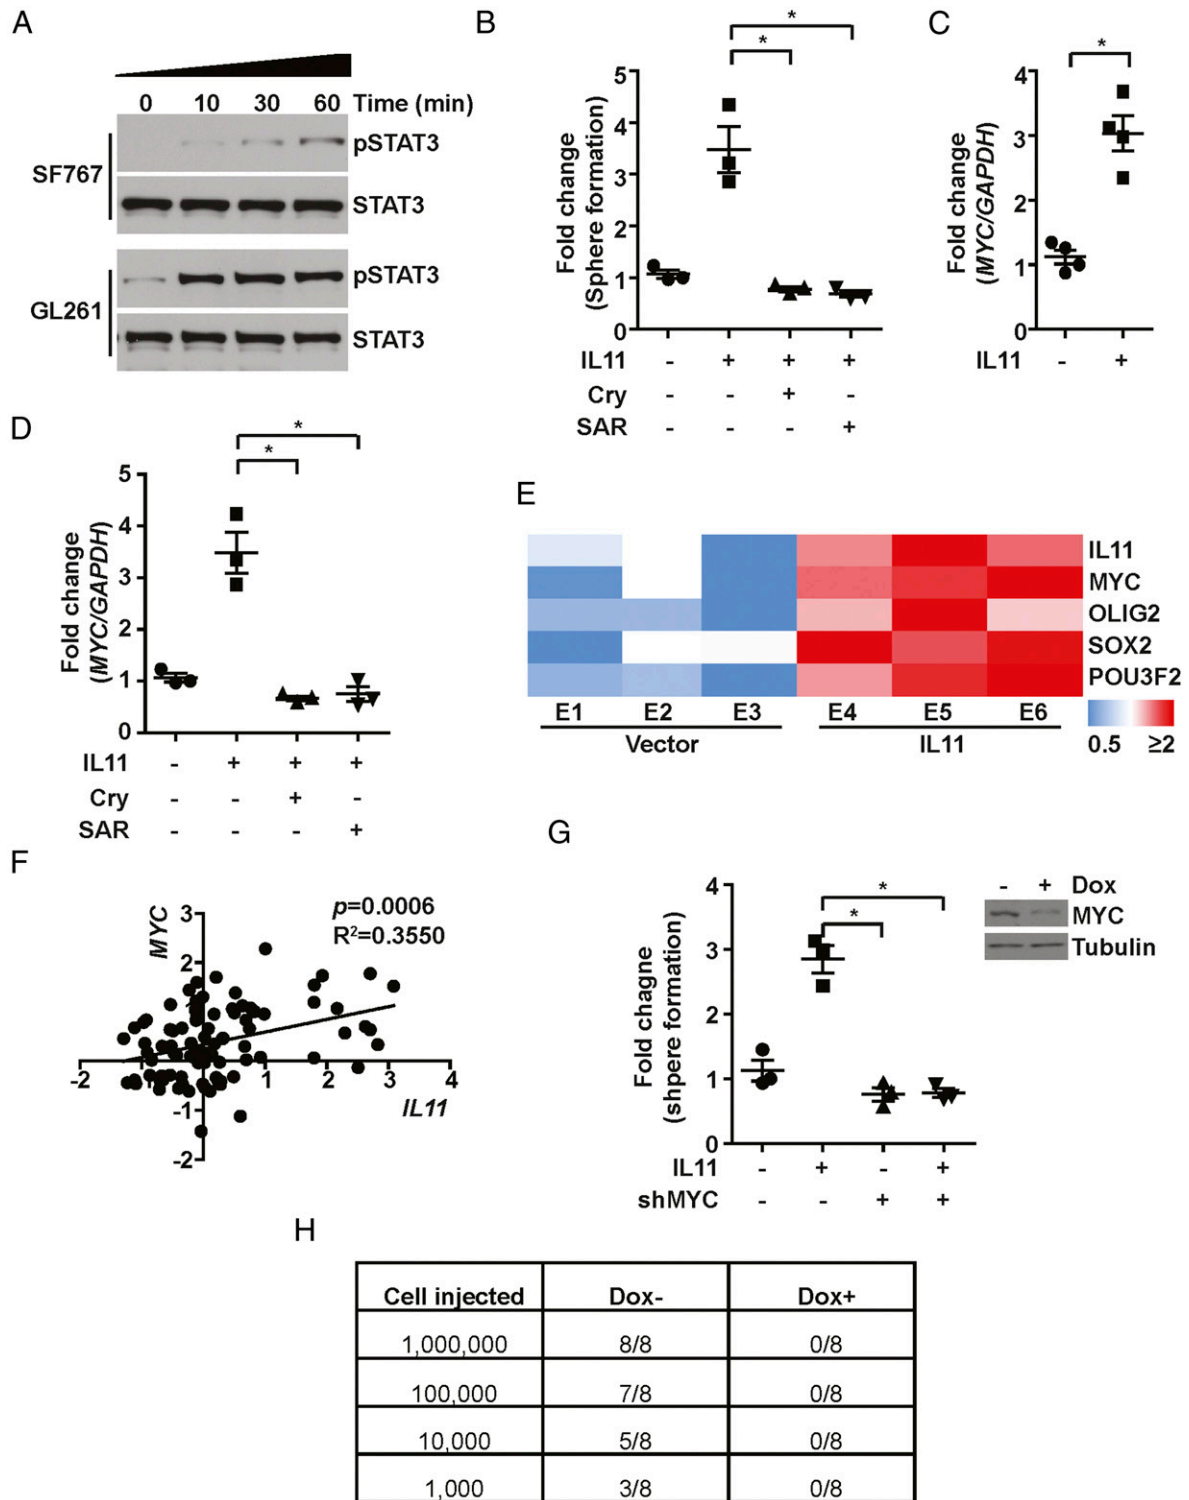 A
0 10 30 60 Time (min)
SF767
pSTAT3
STAT3
GL261
pSTAT3
STAT3
B
* 
*
Fold change
(Sphere formation)
5
4
3
2
1
0
IL11 - + + +
Cry - - + -
SAR - - - +
C
*
Fold change
(MYC/GAPDH)
4
3
2
1
0
IL11 - +
D
*
*
Fold change
(MYC/GAPDH)
5
4
3
2
1
0
IL11 - + + +
Cry - - + -
SAR - - - +
E
IL11
MYC
OLIG2
SOX2
POU3F2
E1 E2 E3 E4 E5 E6
Vector IL11
0.5 ≥2
F
p=0.0006
R²=0.3550
MYC
3
2
-2 1 2 3 4
IL11
-1
-2
G
*
*
Fold chagne
(shpere formation)
4
3
2
1
0
IL11 - + - +
shMYC - - + +
- + Dox
MYC
Tubulin
H
Cell injected Dox- Dox+
1,000,000 8/8 0/8
100,000 7/8 0/8
10,000 5/8 0/8
1,000 3/8 0/8